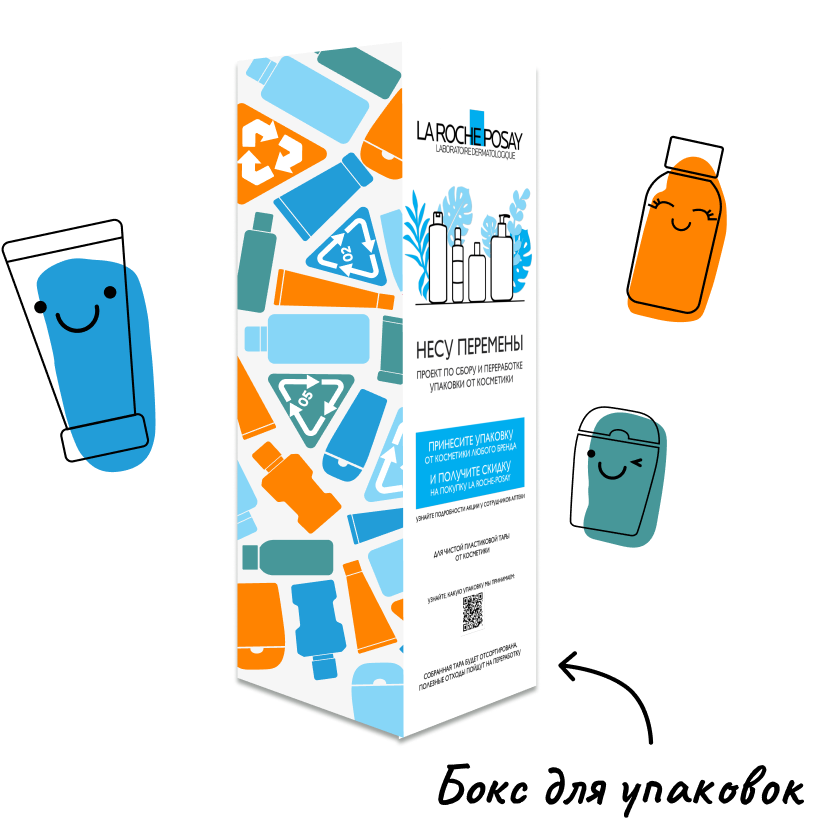 LA ROCHE POSAY
LABORATOIRE DERMATOLOGIQUE
02
05
НЕСУ ПЕРЕМЕНЫ
ПРОЕКТ ПО СБОРУ И ПЕРЕРАБОТКЕ
УПАКОВКИ ОТ КОСМЕТИКИ
ПРИНЕСИТЕ УПАКОВКУ
ОТ КОСМЕТИКИ ЛЮБОГО БРЕНДА
И ПОЛУЧИТЕ СКИДКУ
НА ПОКУПКУ LA ROCHE-POSAY
УЗНАЙТЕ ПОДРОБНОСТИ АКЦИИ У СОТРУДНИКОВ АПТЕКИ
ДЛЯ ЧИСТОЙ ПЛАСТИКОВОЙ ТАРЫ
ОТ КОСМЕТИКИ
УЗНАЙТЕ, КАКУЮ УПАКОВКУ МЫ ПРИНИМАЕМ
СОБРАННАЯ ТАРА БУДЕТ ОТСОРТИРОВАНА,
ПОЛЕЗНЫЕ ОТХОДЫ ПОЙДУТ НА ПЕРЕРАБОТКУ
Бокс для упаковок